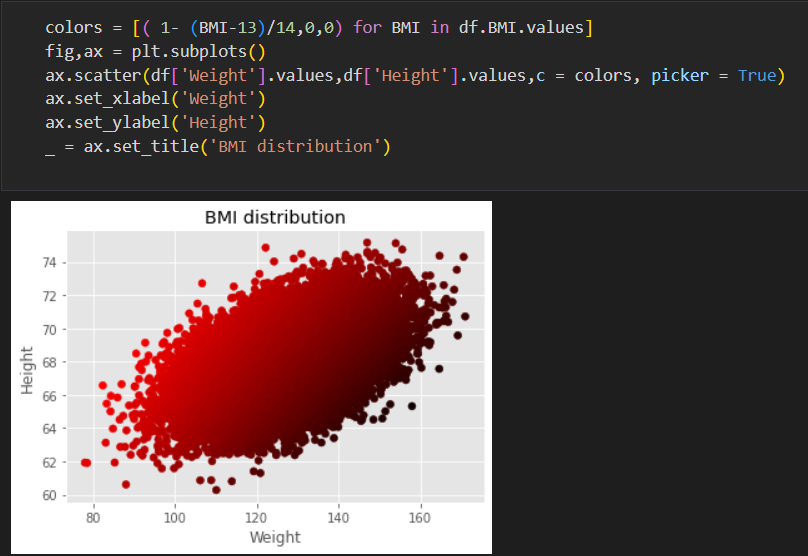 colors = [( 1- (BMI-13)/14,0,0) for BMI in df.BMI.values]
fig,ax = plt.subplots()
ax.scatter(df['Weight'].values,df['Height'].values,c = colors, picker = True)
ax.set_xlabel('Weight')
ax.set_ylabel('Height')
_ = ax.set_title('BMI distribution')
BMI distribution
74
72
70
68
66
64
62
60
Height
80 100 120 140 160
Weight